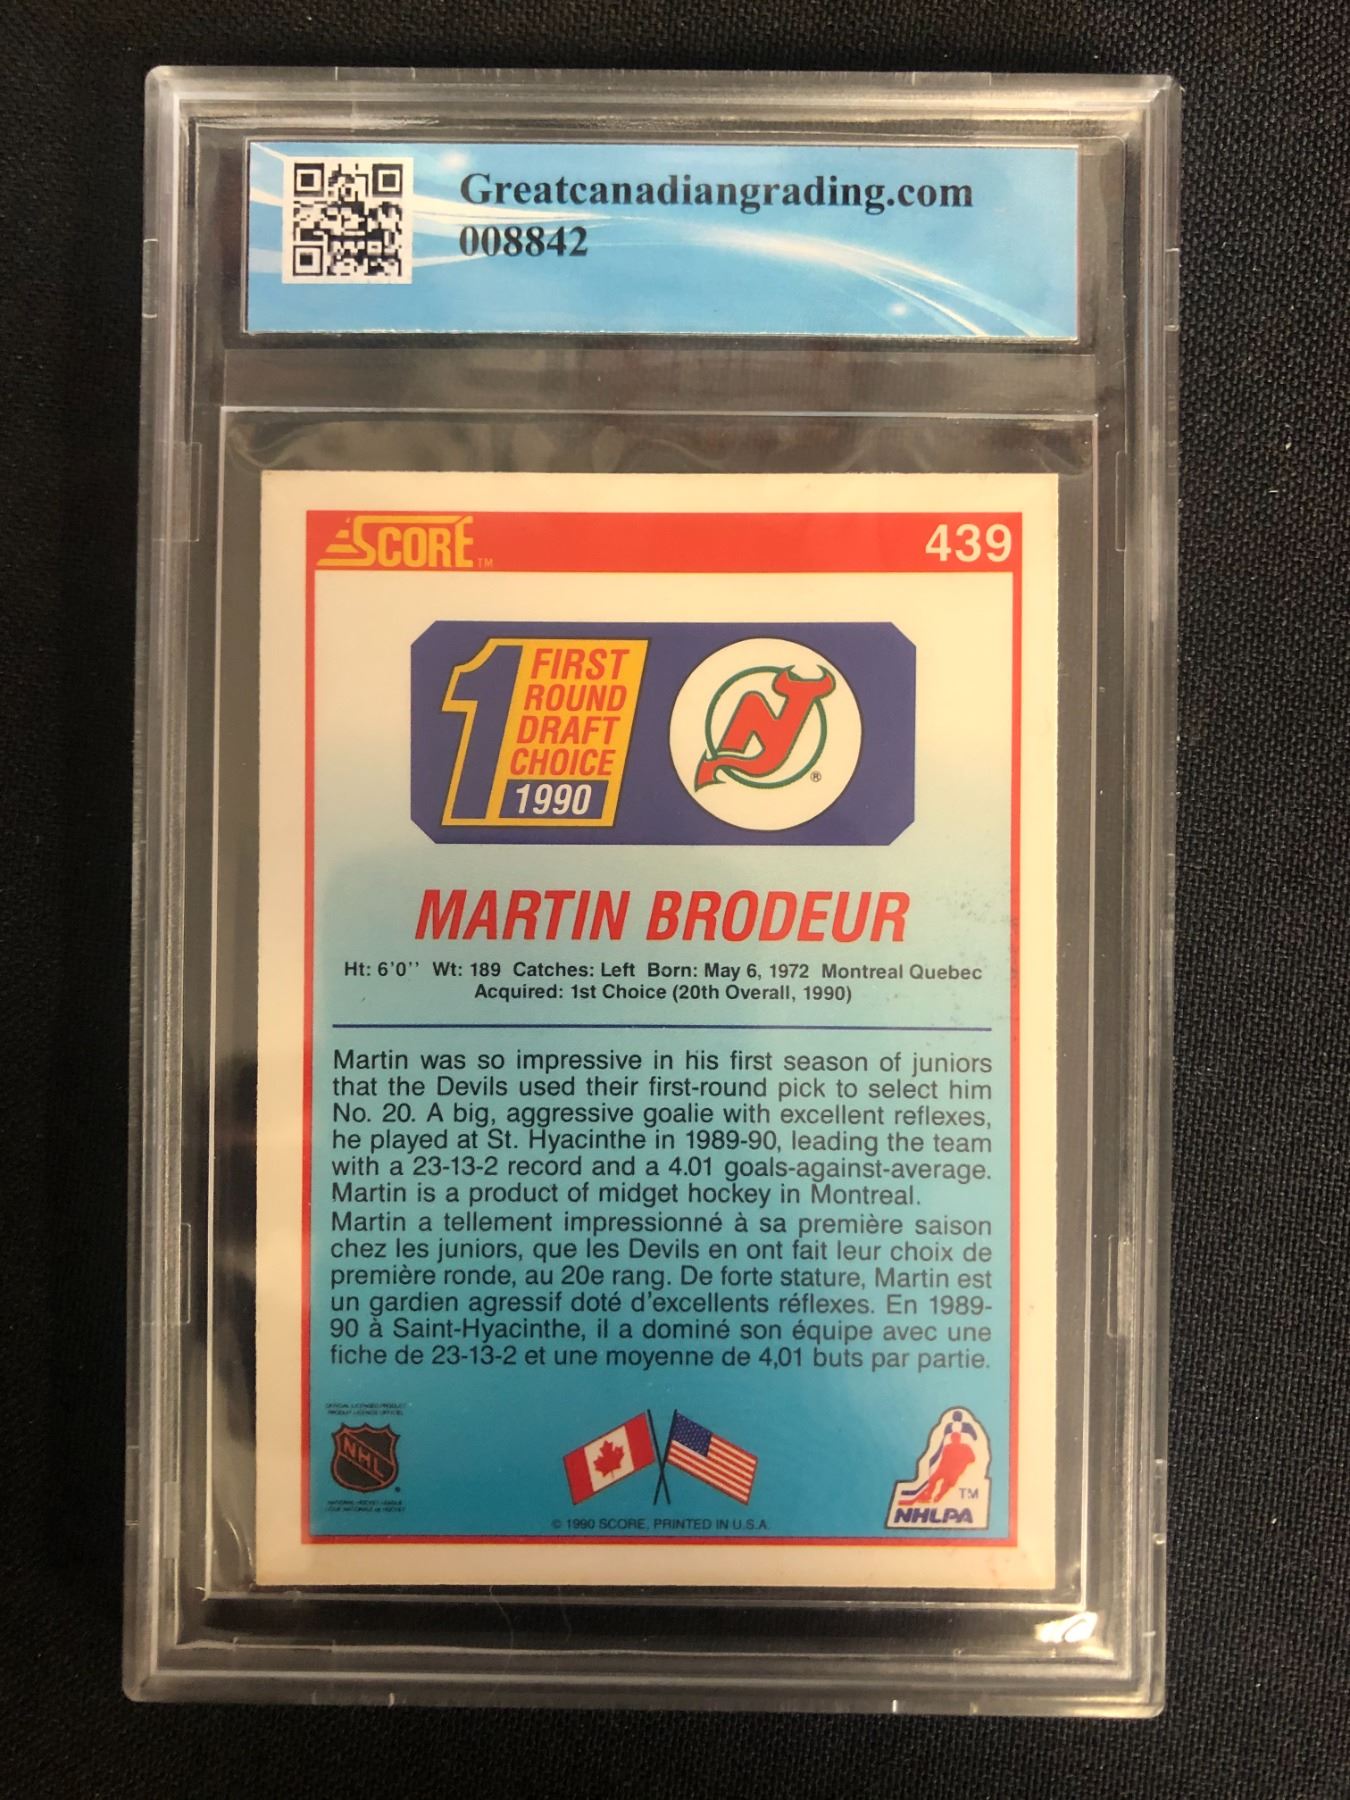 Greatcanadiangrading.com
008842
SCORE™
439
1 FIRST
ROUND
DRAFT
CHOICE
1990
NJ ®
MARTIN BRODEUR
Ht: 6'0'' Wt: 189 Catches: Left Born: May 6, 1972 Montreal Quebec
Acquired: 1st Choice (20th Overall, 1990)
Martin was so impressive in his first season of juniors
that the Devils used their first-round pick to select him
No. 20. A big, aggressive goalie with excellent reflexes,
he played at St. Hyacinthe in 1989-90, leading the team
with a 23-13-2 record and a 4.01 goals-against-average.
Martin is a product of midget hockey in Montreal.
Martin a tellement impressionné à sa première saison
chez les juniors, que les Devils en ont fait leur choix de
première ronde, au 20e rang. De forte stature, Martin est
un gardien agressif doté d'excellents réflexes. En 1989-
90 à Saint-Hyacinthe, il a dominé son équipe avec une
fiche de 23-13-2 et une moyenne de 4,01 buts par partie.
OFFICIAL LICENSED PRODUCT
NHL ®
© 1990 SCORE, PRINTED IN U.S.A.
TM
NHLPA